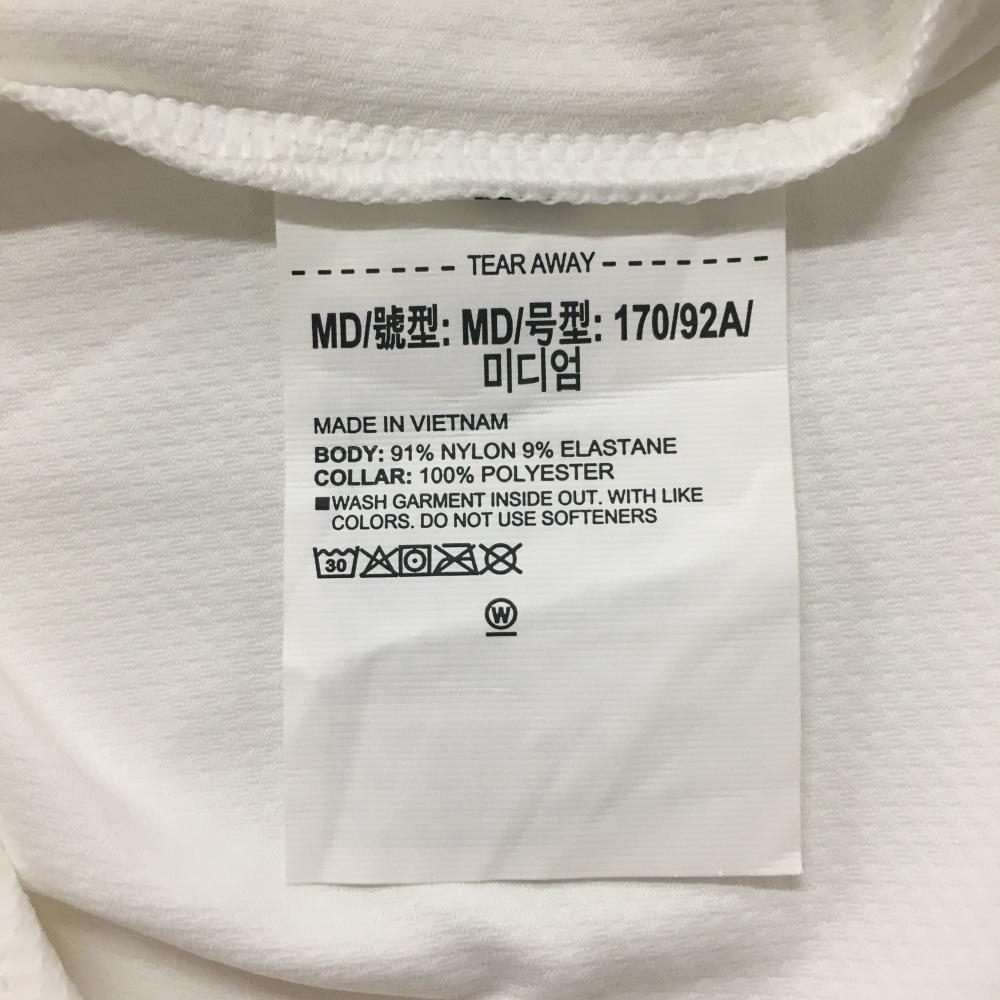 - - - - - - - TEAR AWAY - - - - - - -
MD/號型: MD/号型: 170/92A/
미디엄
MADE IN VIETNAM
BODY: 91% NYLON 9% ELASTANE
COLLAR: 100% POLYESTER
■WASH GARMENT INSIDE OUT. WITH LIKE
COLORS. DO NOT USE SOFTENERS
30
W